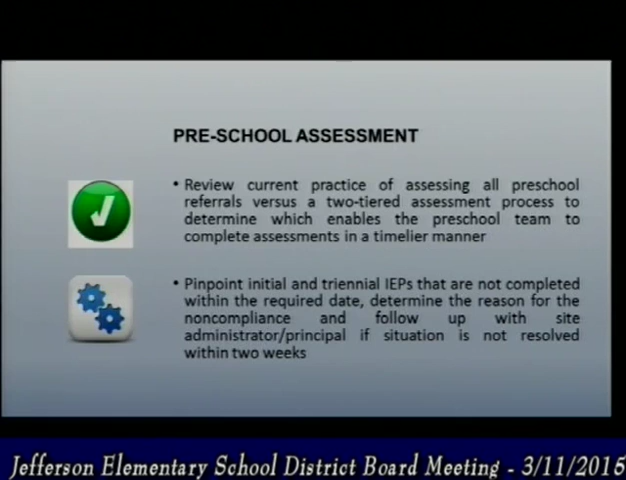 PRE-SCHOOL ASSESSMENT
• Review current practice of assessing all preschool
referrals versus a two-tiered assessment process to
determine which enables the preschool team to
complete assessments in a timelier manner
• Pinpoint initial and triennial IEPs that are not completed
within the required date, determine the reason for the
noncompliance and follow up with site
administrator/principal if situation is not resolved
within two weeks
Jefferson Elementary School District Board Meeting - 3/11/2015